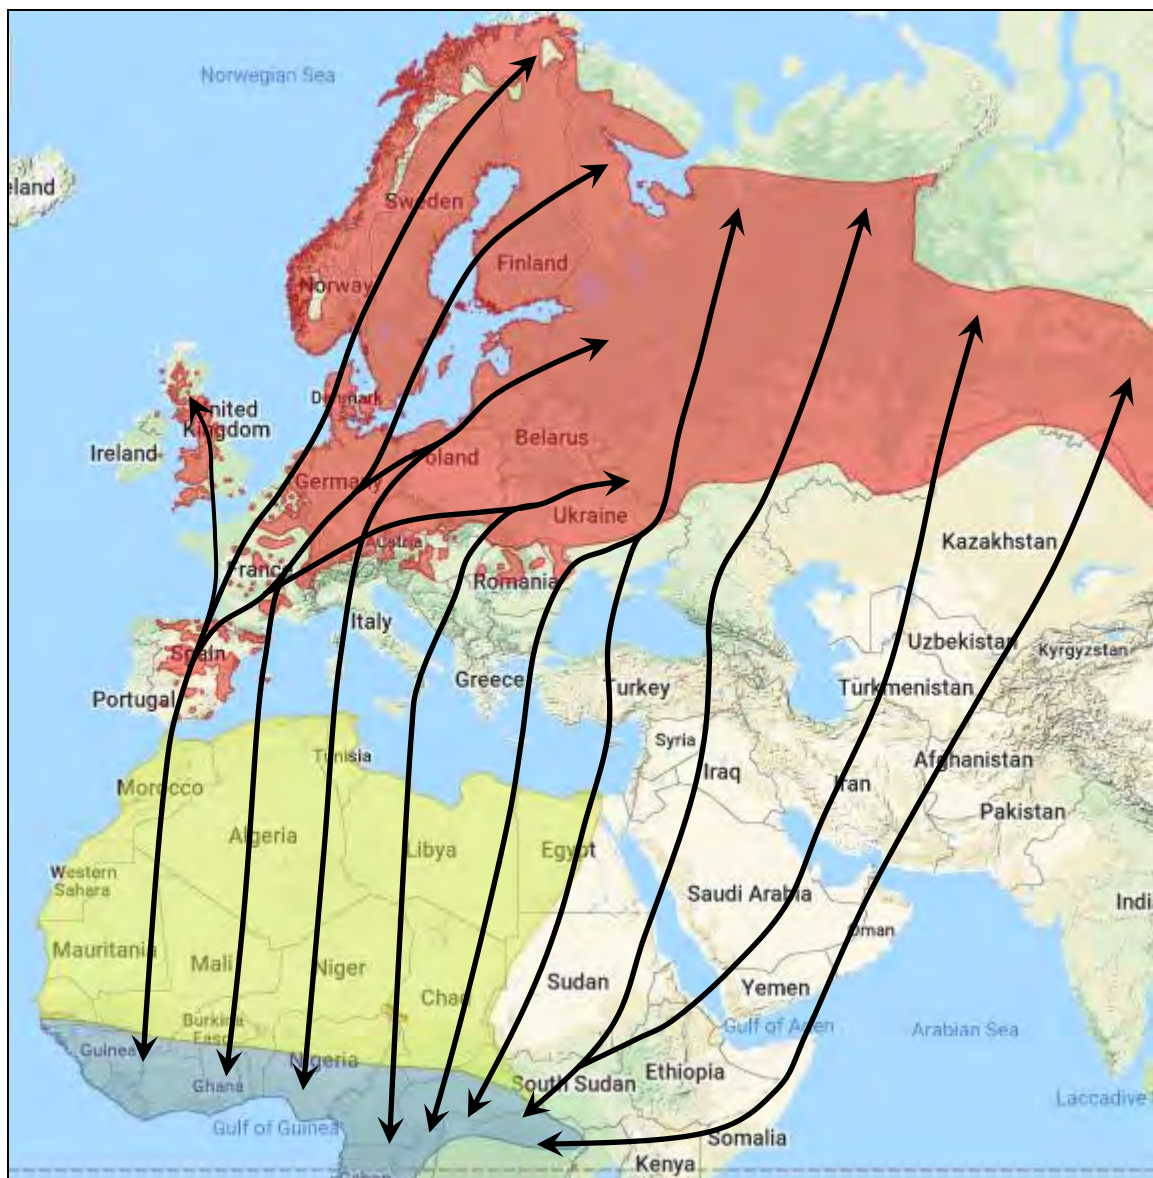 Norwegian Sea
eland
Sweden
Finland
Norway
Denmark
United
Kingdom
Ireland
Belarus
Poland
Germany
Ukraine
Kazakhstan
Austria
France
Romania
Italy
Uzbekistan
Kyrgyzstan
Spain
Greece
Turkey
Turkmenistan
Portugal
Syria
Tunisia
Iraq
Afghanistan
Iran
Morocco
Pakistan
Algeria
Libya
Egypt
Western
Sahara
Saudi Arabia
Indi
Oman
Mauritania
Mali
Niger
Sudan
Yemen
Chad
Burkina
Faso
Gulf of Aden
Arabian Sea
Guinea
Nigeria
Ethiopia
Ghana
South Sudan
Laccadive
Gulf of Guinea
Somalia
Kenya
Gabon